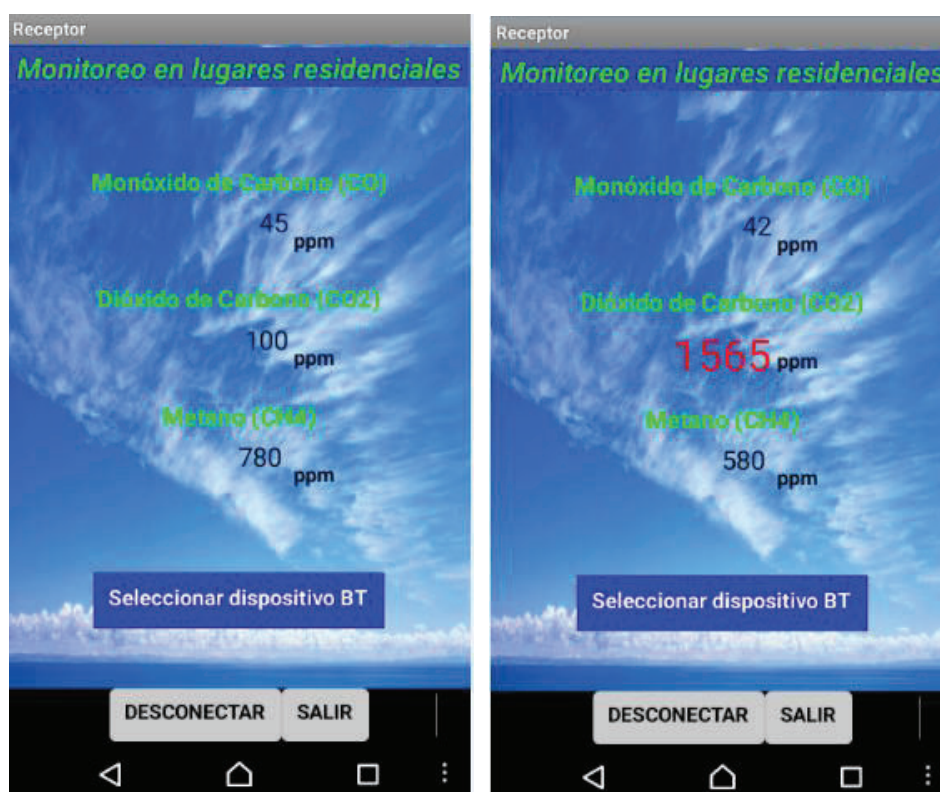 Receptor
Monitoreo en lugares residenciales
Monóxido de Carbono (CO)
45 ppm
Dióxido de Carbono (CO2)
100 ppm
Metano (CH4)
780 ppm
Seleccionar dispositivo BT
DESCONECTAR SALIR
Receptor
Monitoreo en lugares residenciales
Monóxido de Carbono (CO)
42 ppm
Dióxido de Carbono (CO2)
1565 ppm
Metano (CH4)
580 ppm
Seleccionar dispositivo BT
DESCONECTAR SALIR